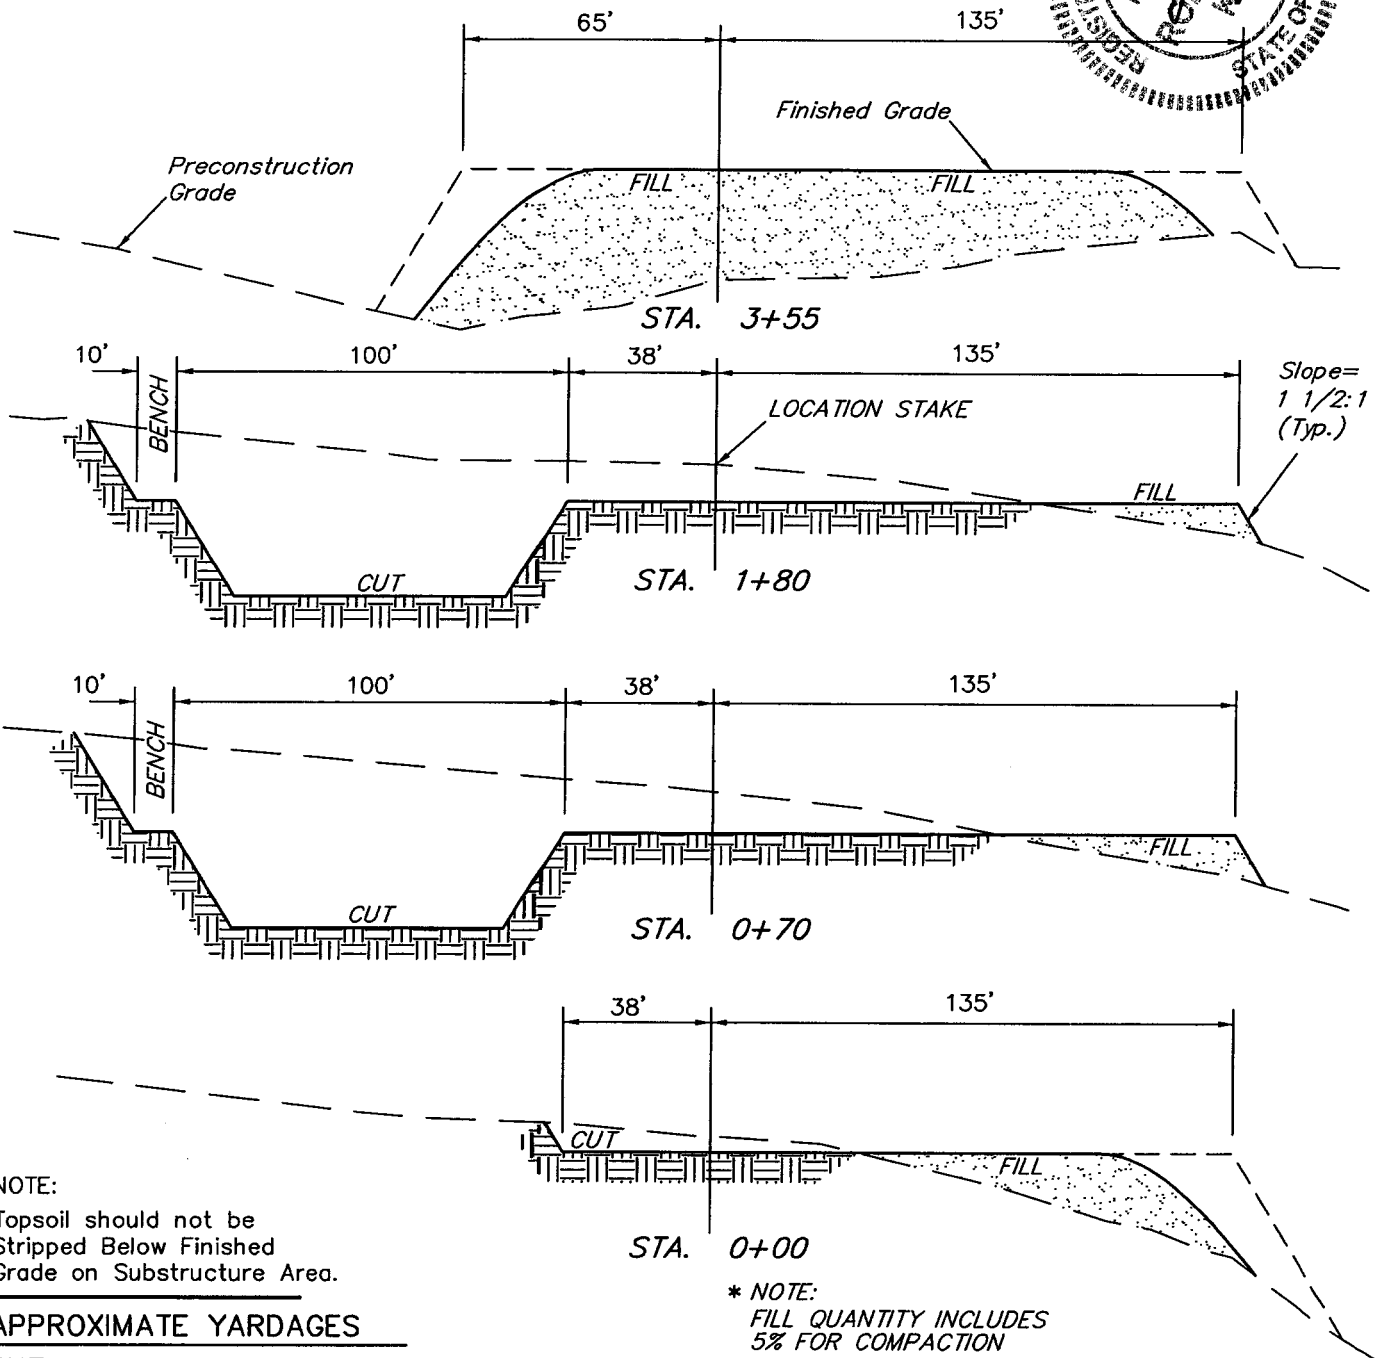 65'
135'
STATE OF
Finished Grade
Preconstruction
Grade
FILL
FILL
STA. 3+55
10'
100'
38'
135'
BENCH
LOCATION STAKE
Slope=
1 1/2:1
(Typ.)
FILL
CUT
STA. 1+80
10'
100'
38'
135'
BENCH
FILL
CUT
STA. 0+70
38'
135'
CUT
FILL
STA. 0+00
NOTE:
Topsoil should not be
Stripped Below Finished
Grade on Substructure Area.
APPROXIMATE YARDAGES
* NOTE:
FILL QUANTITY INCLUDES
5% FOR COMPACTION